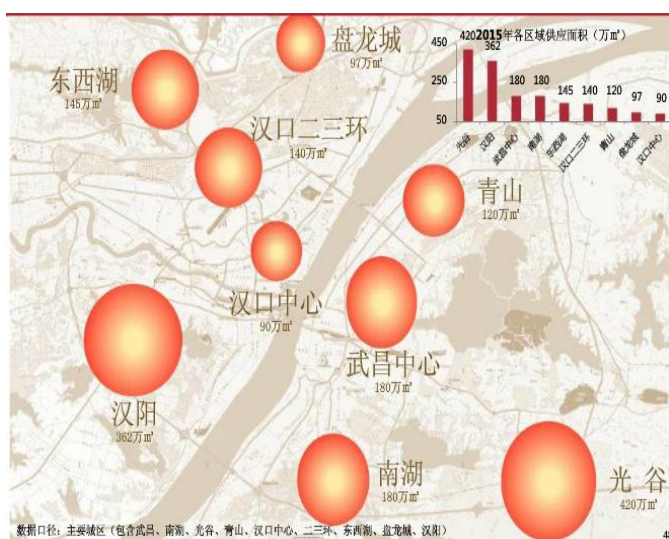 盘龙城
97万㎡
东西湖
145万㎡
汉口二三环
140万㎡
青山
120万㎡
汉口中心
90万㎡
武昌中心
180万㎡
汉阳
362万㎡
南湖
180万㎡
光谷
420万㎡
2015年各区域供应面积（万㎡）
450
250
50
420
362
180
180
145
140
120
97
90
光谷
汉阳
武昌中心
南湖
东西湖
汉口二三环
青山
盘龙城
汉口中心
数据口径：主要城区（包含武昌、南湖、光谷、青山、汉口中心、二三环、东西湖、盘龙城、汉阳）